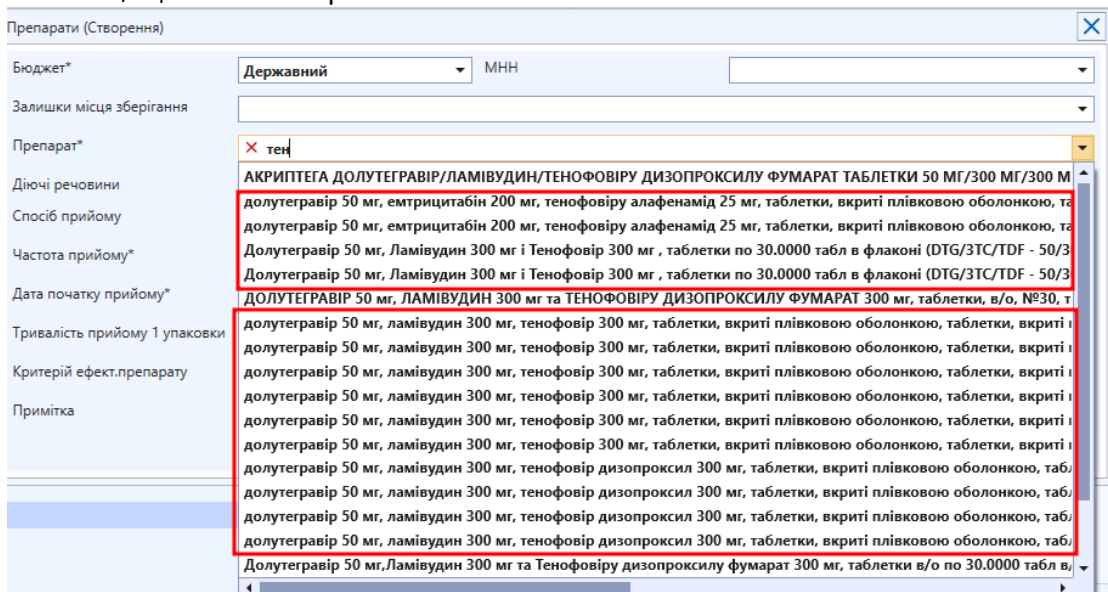 Препарати (Створення)
Бюджет*
Державний
МНН
Залишки місця зберігання
Препарат*
тен
АКРИПТЕГА ДОЛУТЕГРАВІР/ЛАМІВУДИН/ТЕНОФОВІРУ ДИЗОПРОКСИЛУ ФУМАРАТ ТАБЛЕТКИ 50 МГ/300 МГ/300 М
Діючі речовини
долутегравір 50 мг, емтрицитабін 200 мг, тенофовіру алафенамід 25 мг, таблетки, вкриті плівковою оболонкою, та
Спосіб прийому
долутегравір 50 мг, емтрицитабін 200 мг, тенофовіру алафенамід 25 мг, таблетки, вкриті плівковою оболонкою, та
Частота прийому*
Долутегравір 50 мг, Ламівудин 300 мг і Тенофовір 300 мг , таблетки по 30.0000 табл в флаконі (DTG/3TC/TDF - 50/3
Долутегравір 50 мг, Ламівудин 300 мг і Тенофовір 300 мг , таблетки по 30.0000 табл в флаконі (DTG/3TC/TDF - 50/3
Дата початку прийому*
ДОЛУТЕГРАВІР 50 мг, ЛАМІВУДИН 300 мг та ТЕНОФОВІРУ ДИЗОПРОКСИЛУ ФУМАРАТ 300 мг, таблетки, в/о, №30, т
Тривалість прийому 1 упаковки
долутегравір 50 мг, ламівудин 300 мг, тенофовір 300 мг, таблетки, вкриті плівковою оболонкою, таблетки, вкриті
долутегравір 50 мг, ламівудин 300 мг, тенофовір 300 мг, таблетки, вкриті плівковою оболонкою, таблетки, вкриті
Критерій ефект.препарату
долутегравір 50 мг, ламівудин 300 мг, тенофовір 300 мг, таблетки, вкриті плівковою оболонкою, таблетки, вкриті
долутегравір 50 мг, ламівудин 300 мг, тенофовір 300 мг, таблетки, вкриті плівковою оболонкою, таблетки, вкриті
Примітка
долутегравір 50 мг, ламівудин 300 мг, тенофовір 300 мг, таблетки, вкриті плівковою оболонкою, таблетки, вкриті
долутегравір 50 мг, ламівудин 300 мг, тенофовір 300 мг, таблетки, вкриті плівковою оболонкою, таблетки, вкриті
долутегравір 50 мг, ламівудин 300 мг, тенофовір дизопроксил 300 мг, таблетки, вкриті плівковою оболонкою, табл
долутегравір 50 мг, ламівудин 300 мг, тенофовір дизопроксил 300 мг, таблетки, вкриті плівковою оболонкою, табл
долутегравір 50 мг, ламівудин 300 мг, тенофовір дизопроксил 300 мг, таблетки, вкриті плівковою оболонкою, табл
долутегравір 50 мг, ламівудин 300 мг, тенофовір дизопроксил 300 мг, таблетки, вкриті плівковою оболонкою, табл
Долутегравір 50 мг,Ламівудин 300 мг та Тенофовіру дизопроксилу фумарат 300 мг, таблетки в/о по 30.0000 табл в/